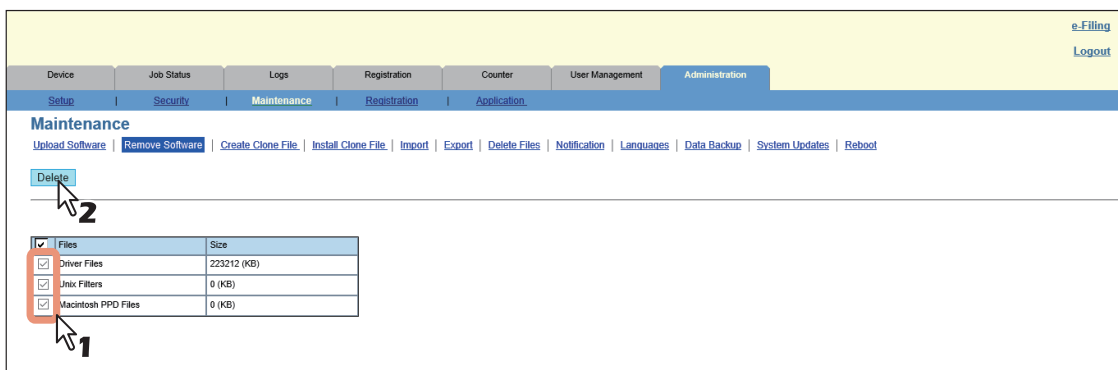 e-Filing
Logout
Device Job Status Logs Registration Counter User Management Administration
Setup | Security | Maintenance | Registration | Application
Maintenance
Upload Software | Remove Software | Create Clone File | Install Clone File | Import | Export | Delete Files | Notification | Languages | Data Backup | System Updates | Reboot
Delete
2
Files Size
Driver Files 223212 (KB)
Unix Filters 0 (KB)
Macintosh PPD Files 0 (KB)
1